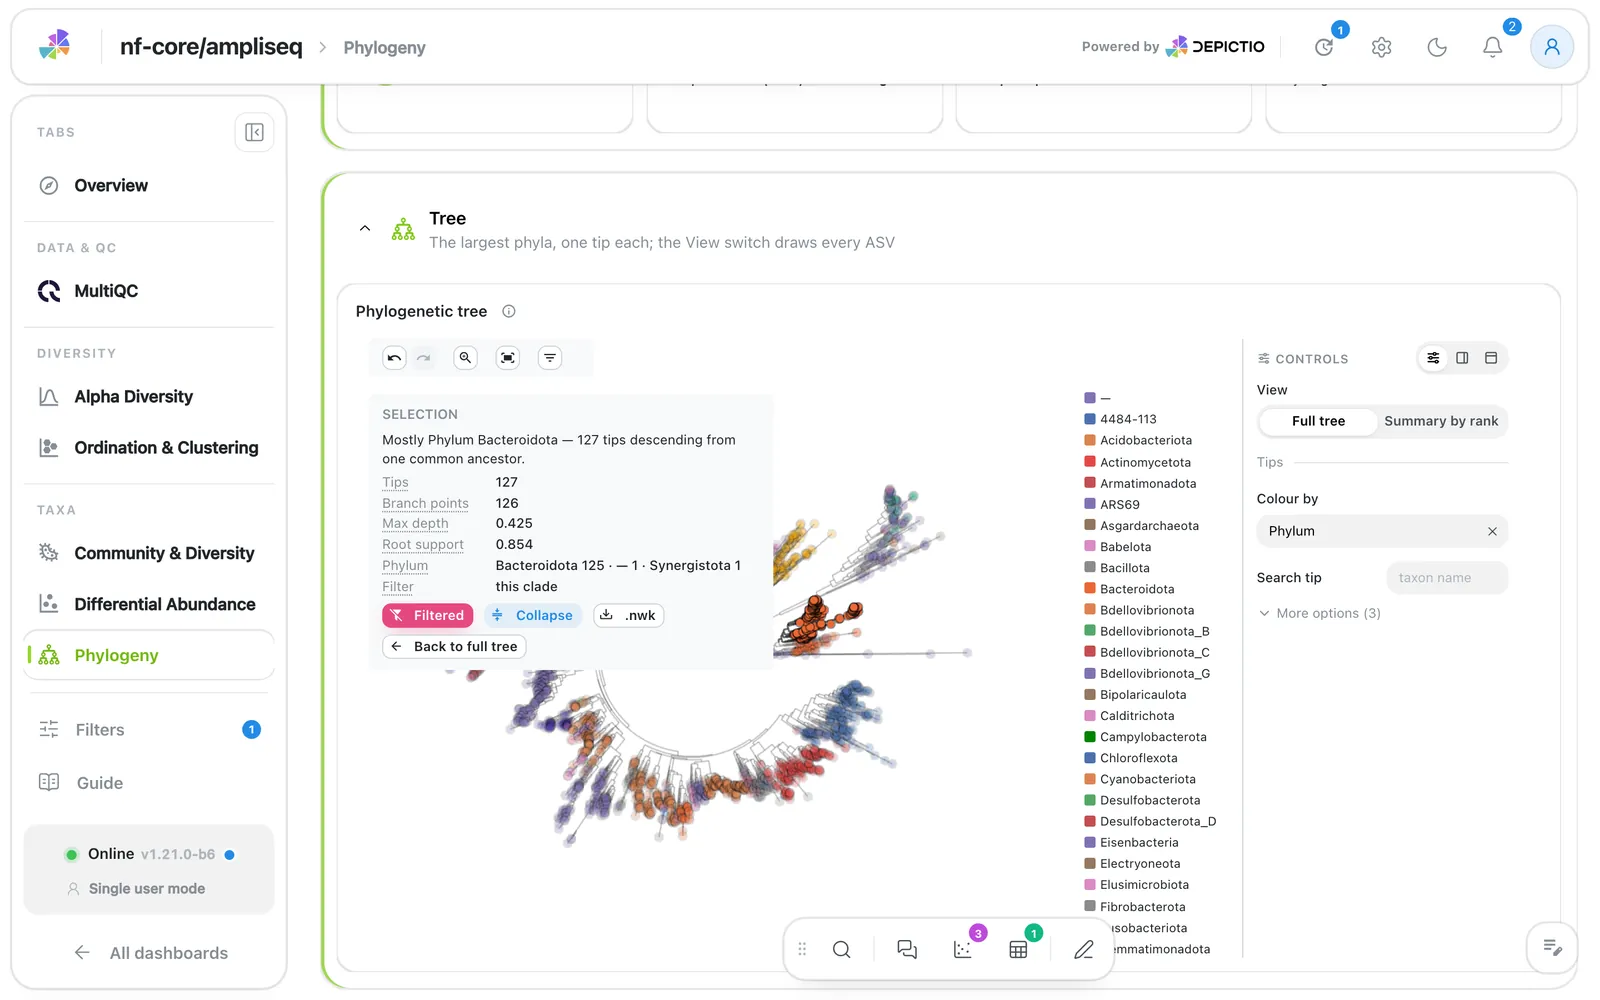 nf-core/ampliseq
Phylogeny
Powered by DEPICTIO
1
2
TABS
Overview
DATA & QC
MultiQC
DIVERSITY
Alpha Diversity
Ordination & Clustering
TAXA
Community & Diversity
Differential Abundance
Phylogeny
Filters
1
Guide
Online v1.21.0-b6
Single user mode
All dashboards
Tree
The largest phyla, one tip each; the View switch draws every ASV
Phylogenetic tree
SELECTION
Mostly Phylum Bacteroidota — 127 tips descending from
one common ancestor.
Tips 127
Branch points 126
Max depth 0.425
Root support 0.854
Phylum Bacteroidota 125 · — 1 · Synergistota 1
Filter this clade
Filtered
Collapse
.nwk
Back to full tree
—
4484-113
Acidobacteriota
Actinomycetota
Armatimonadota
ARS69
Asgardarchaeota
Babelota
Bacillota
Bacteroidota
Bdellovibrionota
Bdellovibrionota_B
Bdellovibrionota_C
Bdellovibrionota_G
Bipolaricaulota
Calditrichota
Campylobacterota
Chloroflexota
Cyanobacteriota
Desulfobacterota
Desulfobacterota_D
Eisenbacteria
Electryoneota
Elusimicrobiota
Fibrobacterota
usobacteriota
emmatimonadota
CONTROLS
View
Full tree
Summary by rank
Tips
Colour by
Phylum
Search tip
taxon name
More options (3)
3
1